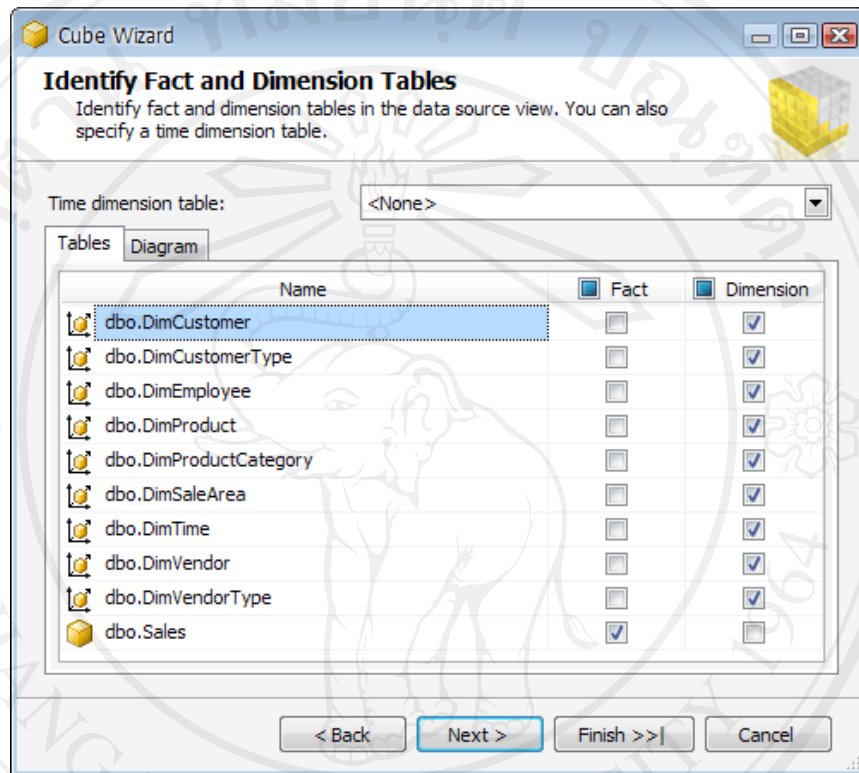 Cube Wizard
Identify Fact and Dimension Tables
Identify fact and dimension tables in the data source view. You can also
specify a time dimension table.
Time dimension table: <None>
Tables Diagram
Name Fact Dimension
dbo.DimCustomer
dbo.DimCustomerType
dbo.DimEmployee
dbo.DimProduct
dbo.DimProductCategory
dbo.DimSaleArea
dbo.DimTime
dbo.DimVendor
dbo.DimVendorType
dbo.Sales
< Back Next > Finish >>| Cancel
1964